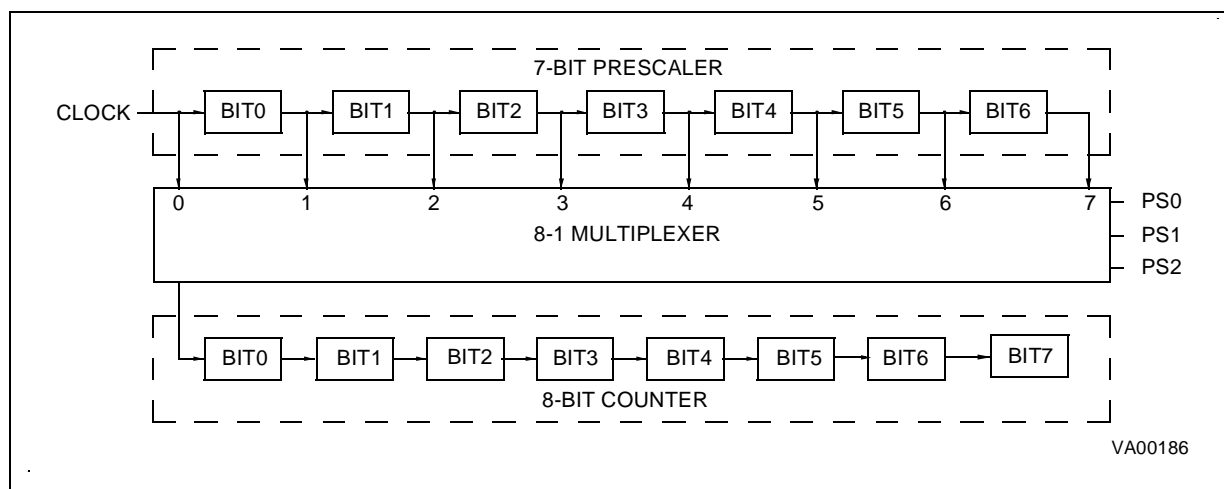 7-BIT PRESCALER
CLOCK BIT0 BIT1 BIT2 BIT3 BIT4 BIT5 BIT6
0 1 2 3 4 5 6 7 PS0
8-1 MULTIPLEXER PS1
PS2
BIT0 BIT1 BIT2 BIT3 BIT4 BIT5 BIT6 BIT7
8-BIT COUNTER
VA00186